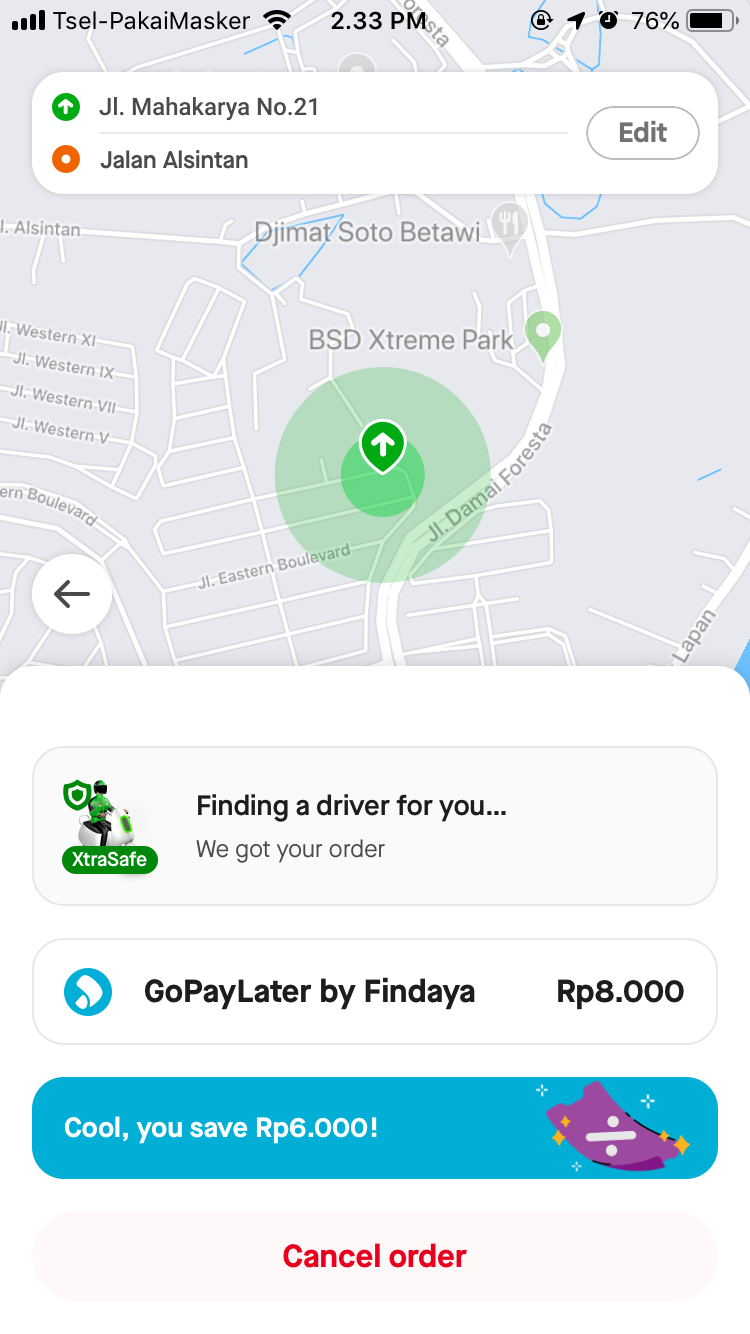 Tsel-PakaiMasker 2.33 PM 76%
Jl. Mahakarya No.21
Edit
Jalan Alsintan
oresta
l. Alsintan
Djimat Soto Betawi
BSD Xtreme Park
Jl. Western XI
Jl. Western IX
Jl. Western VII
Jl. Western V
ern Boulevard
Jl. Damai Foresta
Jl. Eastern Boulevard
Lapan
XtraSafe
Finding a driver for you...
We got your order
GoPayLater by Findaya Rp8.000
Cool, you save Rp6.000!
Cancel order